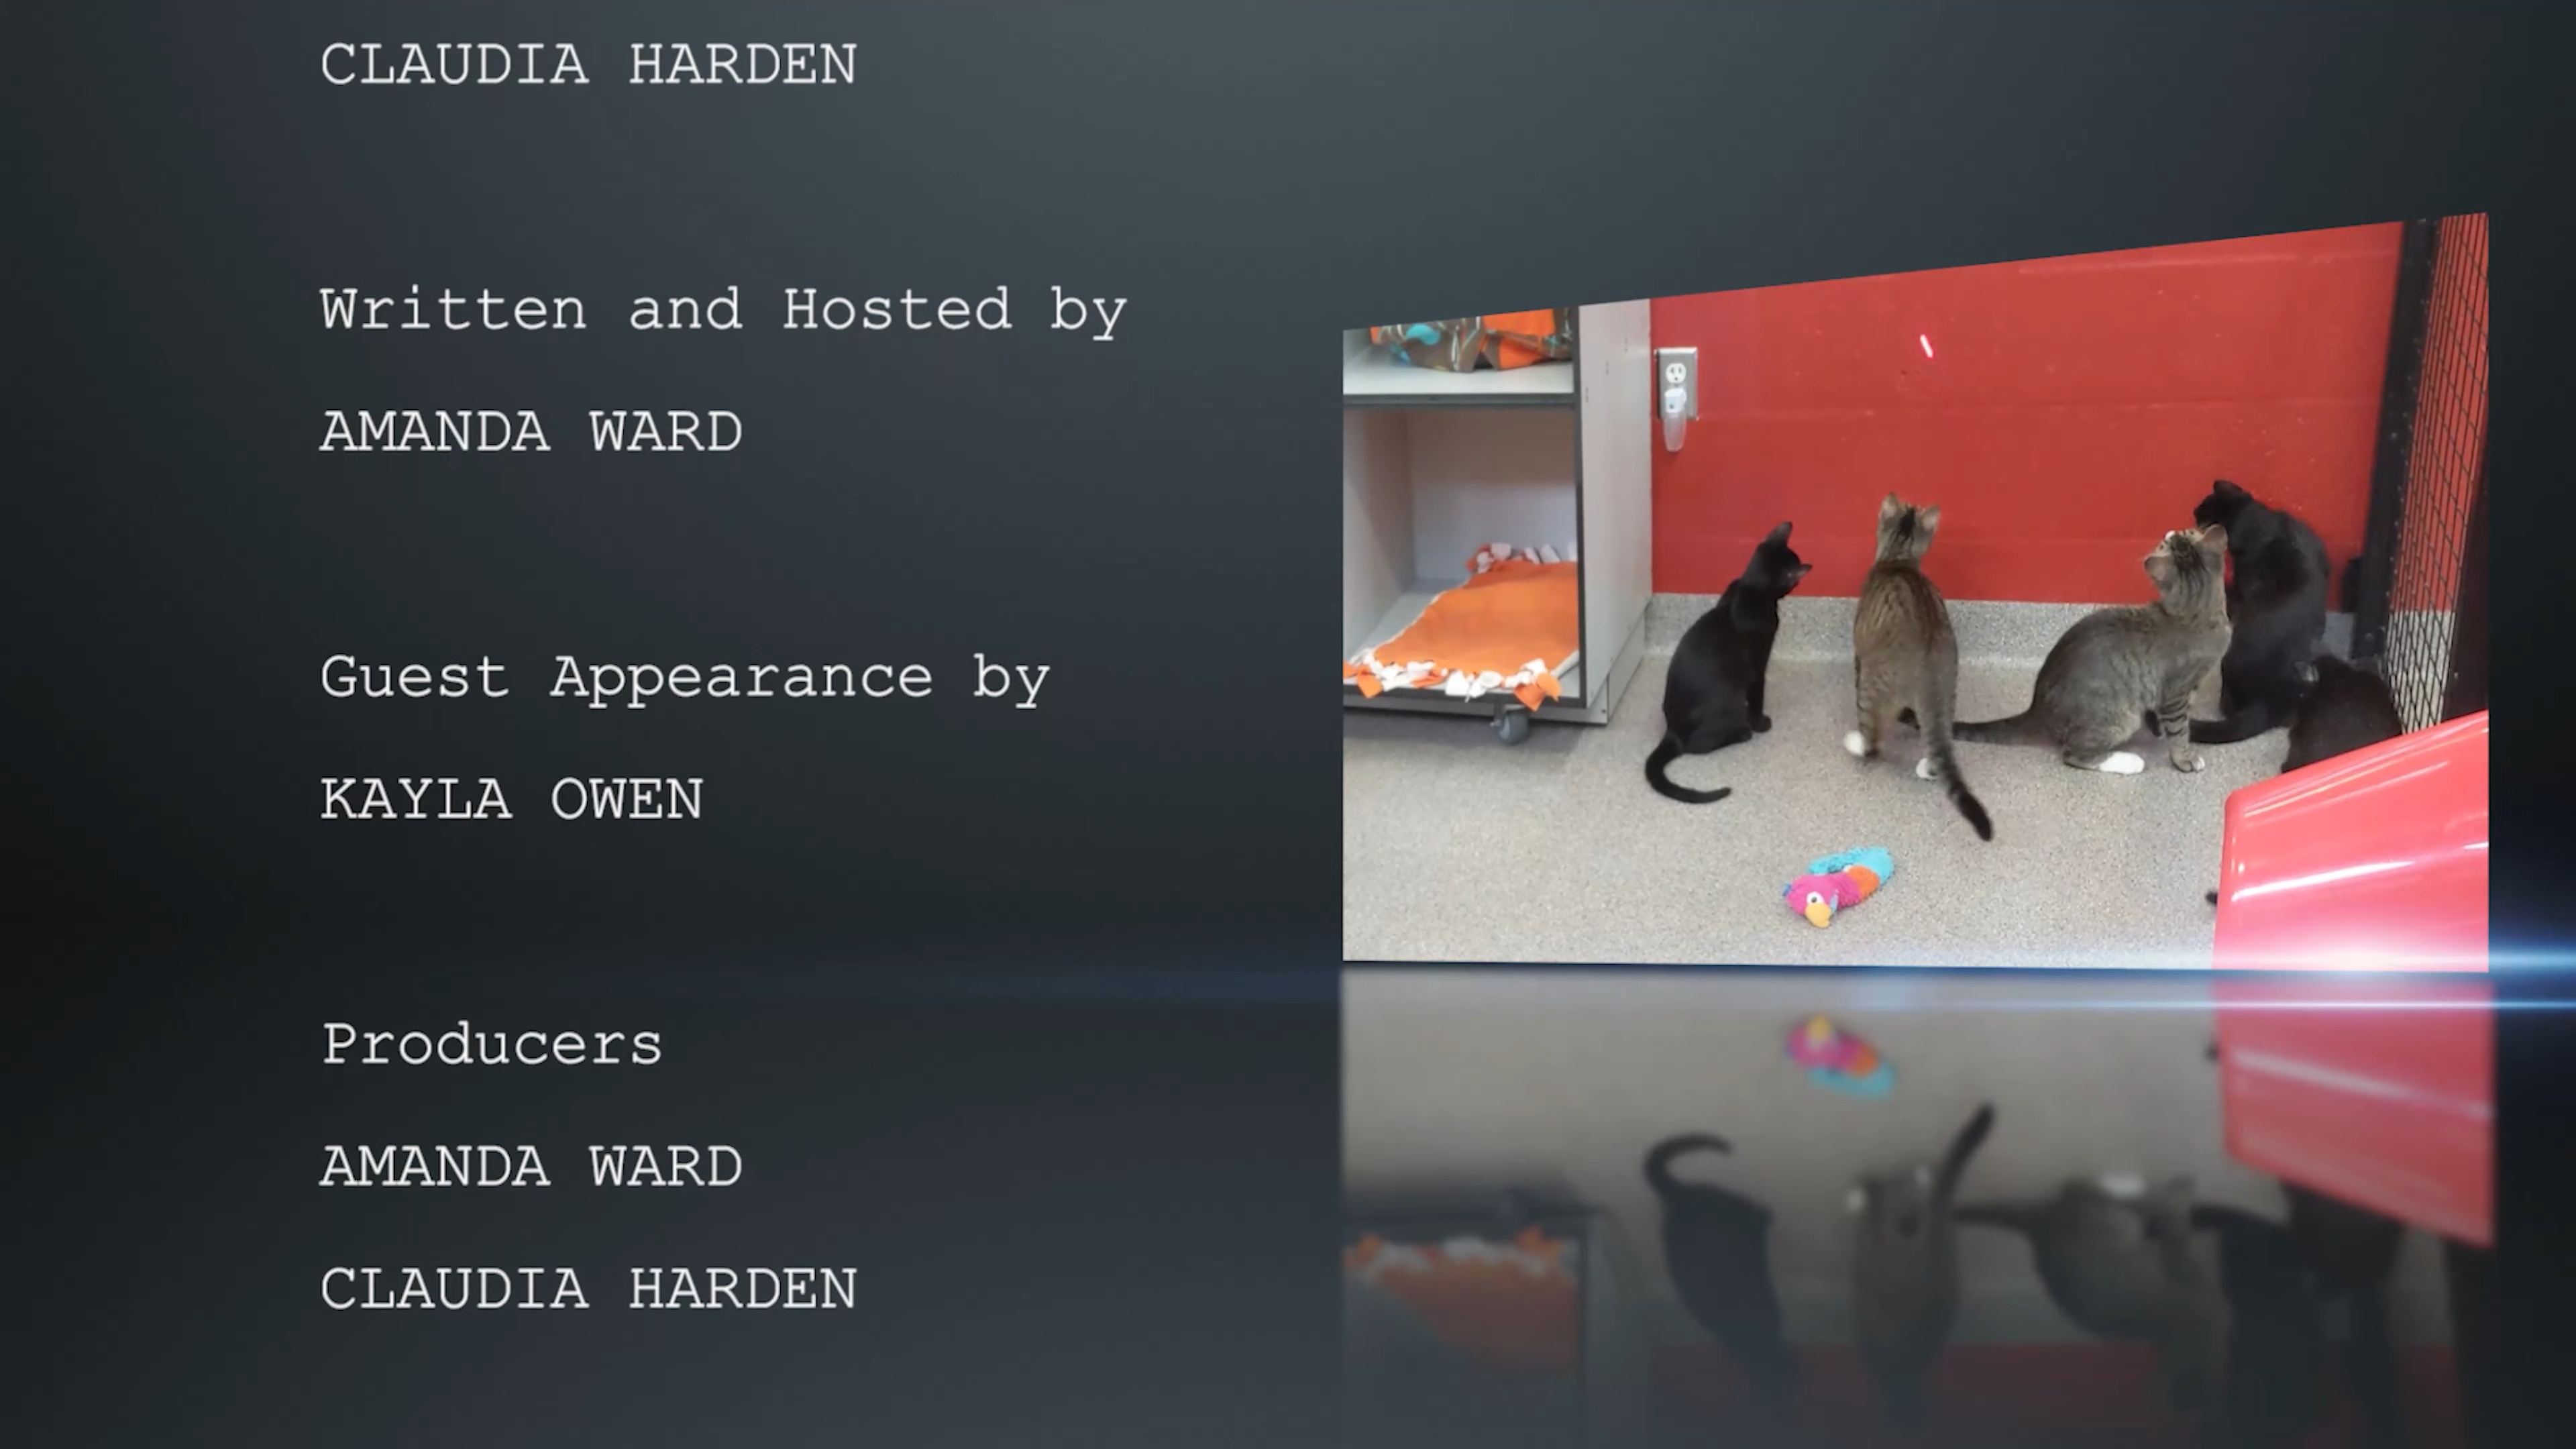 CLAUDIA HARDEN
Written and Hosted by
AMANDA WARD
Guest Appearance by
KAYLA OWEN
Producers
AMANDA WARD
CLAUDIA HARDEN